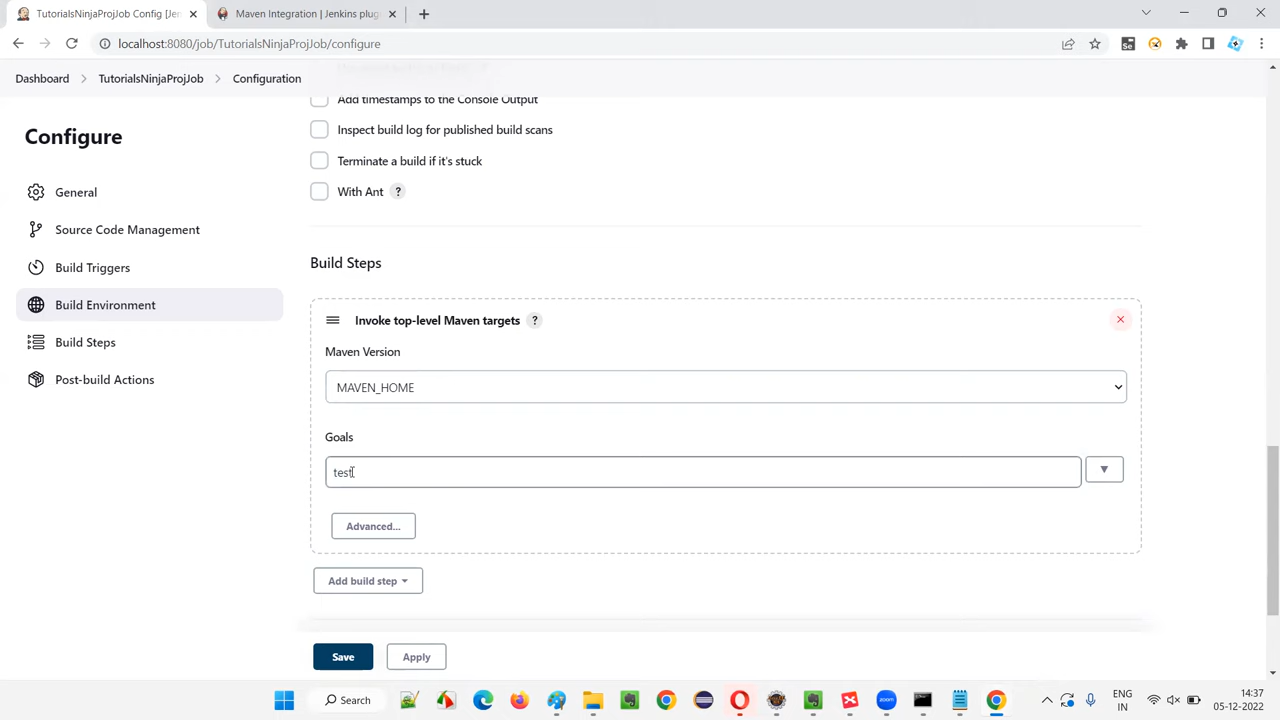 TutorialsNinjaProjJob Config [Jen
Maven Integration | Jenkins plug
localhost:8080/job/TutorialsNinjaProjJob/configure
Dashboard
TutorialsNinjaProjJob
Configuration
Add timestamps to the Console Output
Configure
Inspect build log for published build scans
Terminate a build if it's stuck
General
With Ant ?
Source Code Management
Build Steps
Build Triggers
Build Environment
Invoke top-level Maven targets ?
Build Steps
Maven Version
Post-build Actions
MAVEN_HOME
Goals
test
Advanced...
Add build step
Save
Apply
Search
zoom
ENG
IN
14:37
05-12-2022